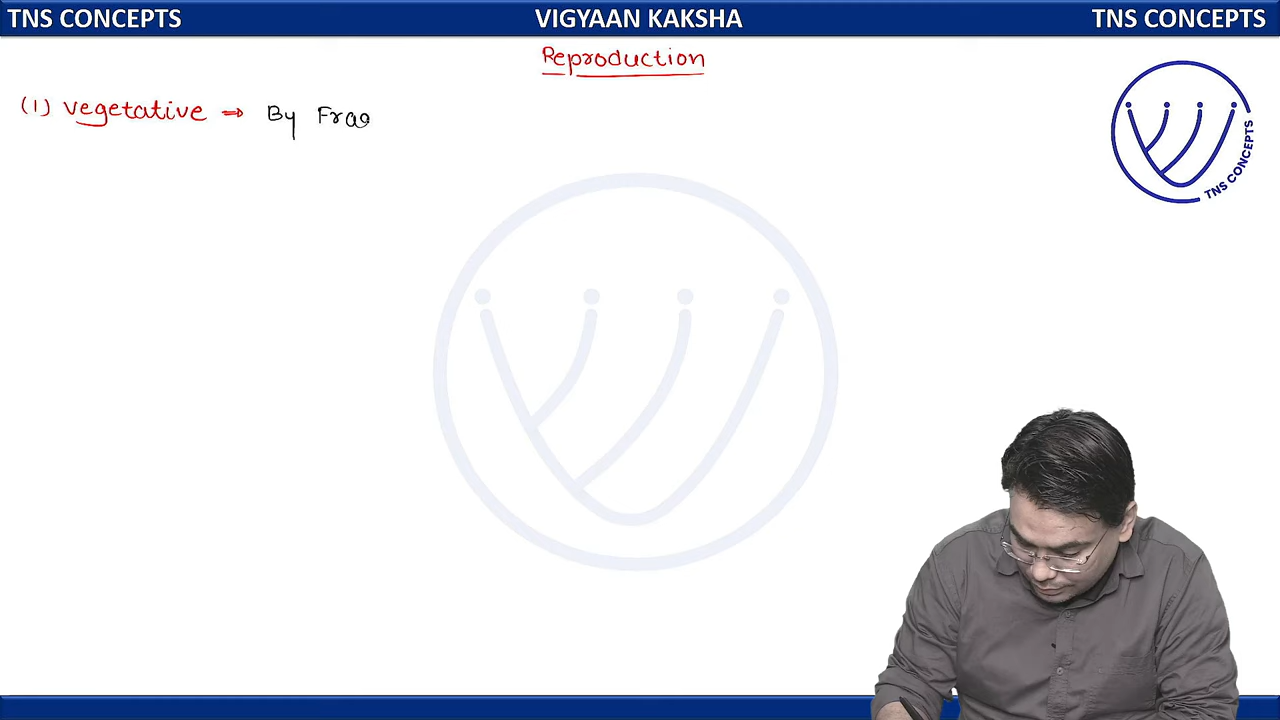 TNS CONCEPTS VIGYAAN KAKSHA TNS CONCEPTS
Reproduction
(1) Vegetative ⇒ By Frag
TNS CONCEPTS